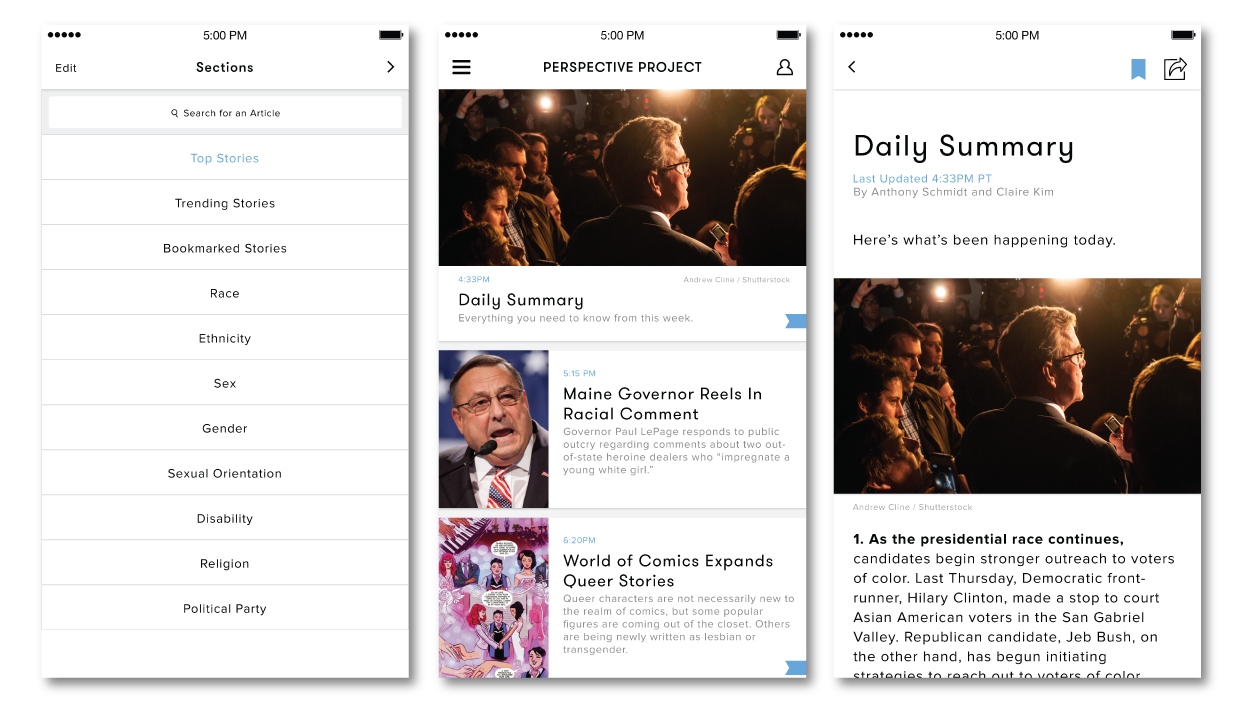 5:00 PM
Edit
Sections
Search for an Article
Top Stories
Trending Stories
Bookmarked Stories
Race
Ethnicity
Sex
Gender
Sexual Orientation
Disability
Religion
Political Party
5:00 PM
PERSPECTIVE PROJECT
4:33PM
Andrew Cline / Shutterstock
Daily Summary
Everything you need to know from this week.
5:15 PM
Maine Governor Reels In
Racial Comment
Governor Paul LePage responds to public
outcry regarding comments about two out-
of-state heroine dealers who “impregnate a
young white girl.”
6:20PM
World of Comics Expands
Queer Stories
Queer characters are not necessarily new to
the realm of comics, but some popular
figures are coming out of the closet. Others
are being newly written as lesbian or
transgender.
5:00 PM
Daily Summary
Last Updated 4:33PM PT
By Anthony Schmidt and Claire Kim
Here’s what’s been happening today.
Andrew Cline / Shutterstock
1. As the presidential race continues,
candidates begin stronger outreach to voters
of color. Last Thursday, Democratic front-
runner, Hilary Clinton, made a stop to court
Asian American voters in the San Gabriel
Valley. Republican candidate, Jeb Bush, on
the other hand, has begun initiating
strategies to reach out to voters of color